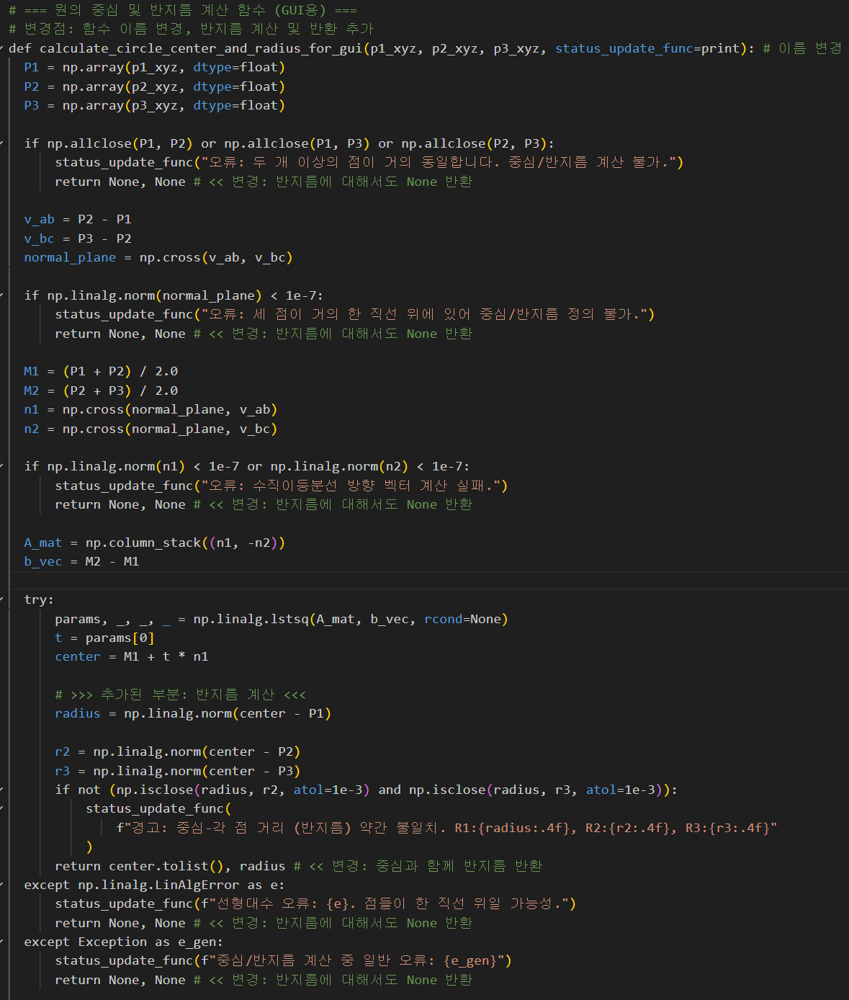 # === 원의 중심 및 반지름 계산 함수 (GUI용) ===
# 변경점: 함수 이름 변경, 반지름 계산 및 반환 추가
def calculate_circle_center_and_radius_for_gui(p1_xyz, p2_xyz, p3_xyz, status_update_func=print): # 이름 변경
P1 = np.array(p1_xyz, dtype=float)
P2 = np.array(p2_xyz, dtype=float)
P3 = np.array(p3_xyz, dtype=float)
if np.allclose(P1, P2) or np.allclose(P1, P3) or np.allclose(P2, P3):
status_update_func("오류: 두 개 이상의 점이 거의 동일합니다. 중심/반지름 계산 불가.")
return None, None # << 변경: 반지름에 대해서도 None 반환
v_ab = P2 - P1
v_bc = P3 - P2
normal_plane = np.cross(v_ab, v_bc)
if np.linalg.norm(normal_plane) < 1e-7:
status_update_func("오류: 세 점이 거의 한 직선 위에 있어 중심/반지름 정의 불가.")
return None, None # << 변경: 반지름에 대해서도 None 반환
M1 = (P1 + P2) / 2.0
M2 = (P2 + P3) / 2.0
n1 = np.cross(normal_plane, v_ab)
n2 = np.cross(normal_plane, v_bc)
if np.linalg.norm(n1) < 1e-7 or np.linalg.norm(n2) < 1e-7:
status_update_func("오류: 수직이등분선 방향 벡터 계산 실패.")
return None, None # << 변경: 반지름에 대해서도 None 반환
A_mat = np.column_stack((n1, -n2))
b_vec = M2 - M1
try:
params, _, _, _ = np.linalg.lstsq(A_mat, b_vec, rcond=None)
t = params[0]
center = M1 + t * n1
# >>> 추가된 부분: 반지름 계산 <<<
radius = np.linalg.norm(center - P1)
r2 = np.linalg.norm(center - P2)
r3 = np.linalg.norm(center - P3)
if not (np.isclose(radius, r2, atol=1e-3) and np.isclose(radius, r3, atol=1e-3)):
status_update_func(
f"경고: 중심-각 점 거리 (반지름) 약간 불일치. R1:{radius:.4f}, R2:{r2:.4f}, R3:{r3:.4f}"
)
return center.tolist(), radius # << 변경: 중심과 함께 반지름 반환
except np.linalg.LinAlgError as e:
status_update_func(f"선형대수 오류: {e}. 점들이 한 직선 위일 가능성.")
return None, None # << 변경: 반지름에 대해서도 None 반환
except Exception as e_gen:
status_update_func(f"중심/반지름 계산 중 일반 오류: {e_gen}")
return None, None # << 변경: 반지름에 대해서도 None 반환